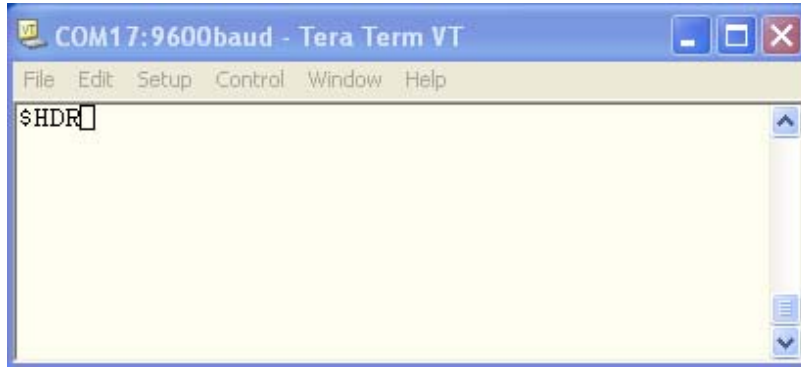 COM17:9600baud - Tera Term VT
File Edit Setup Control Window Help
$HDR